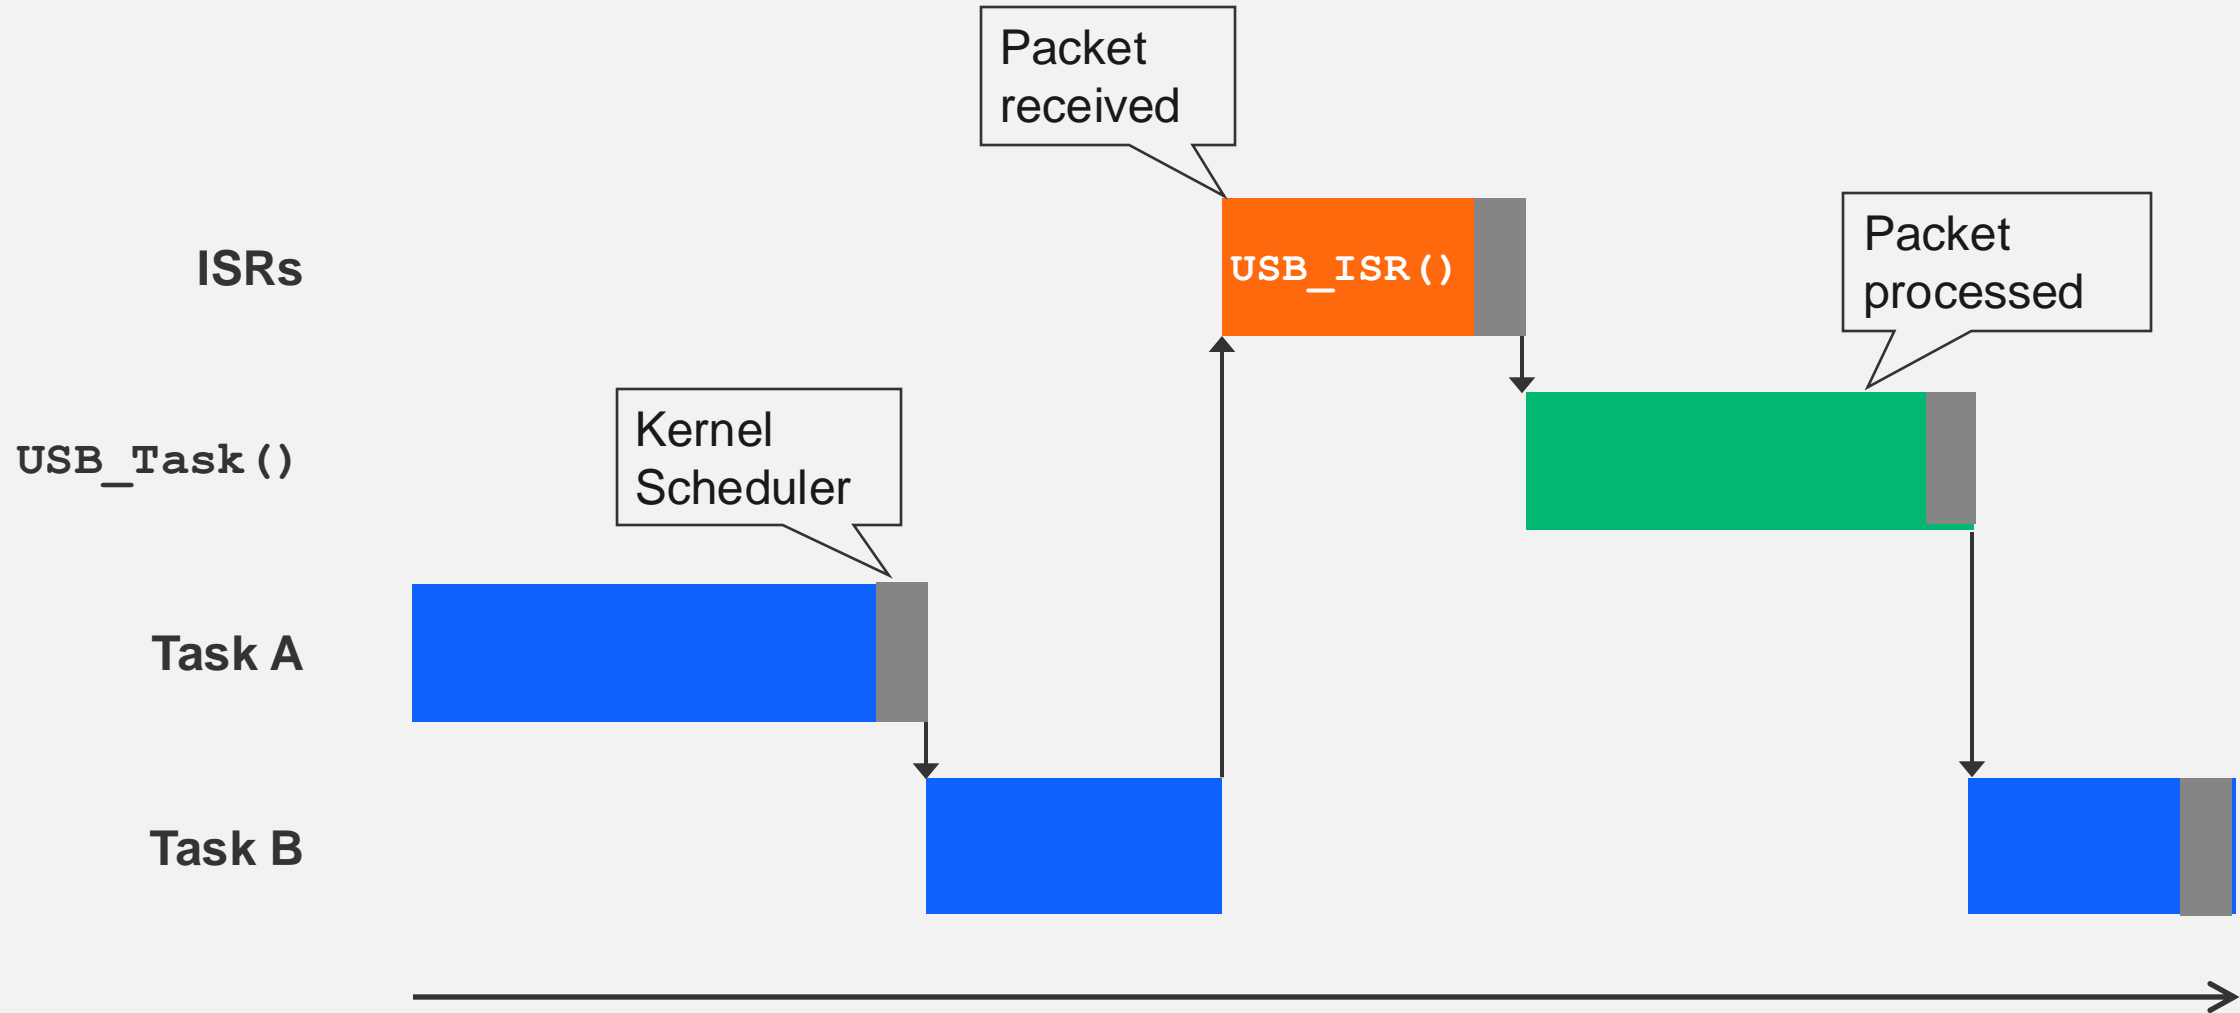 Packet
received
ISRs
USB_ISR()
Packet
processed
USB_Task()
Kernel
Scheduler
Task A
Task B